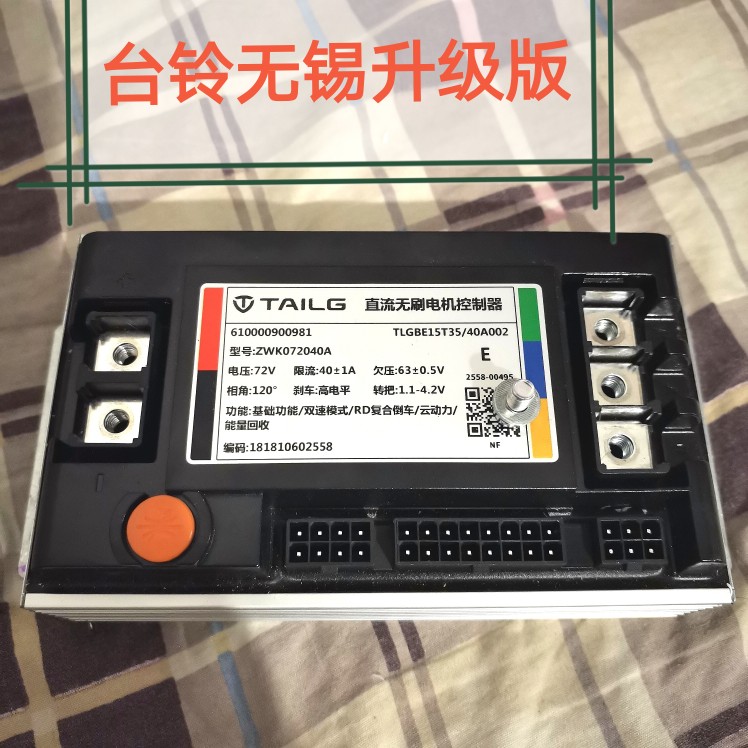 台铃无锡升级版
TAILG 直流无刷电机控制器
610000900981 TLGBE15T35/40A002
型号:ZWK072040A E
电压:72V 限流:40±1A 欠压:63±0.5V
2558-00495
相角:120° 刹车:高电平 转把:1.1-4.2V
功能:基础功能/双速模式/RD复合倒车/云动力/
能量回收
编码:181810602558
NF